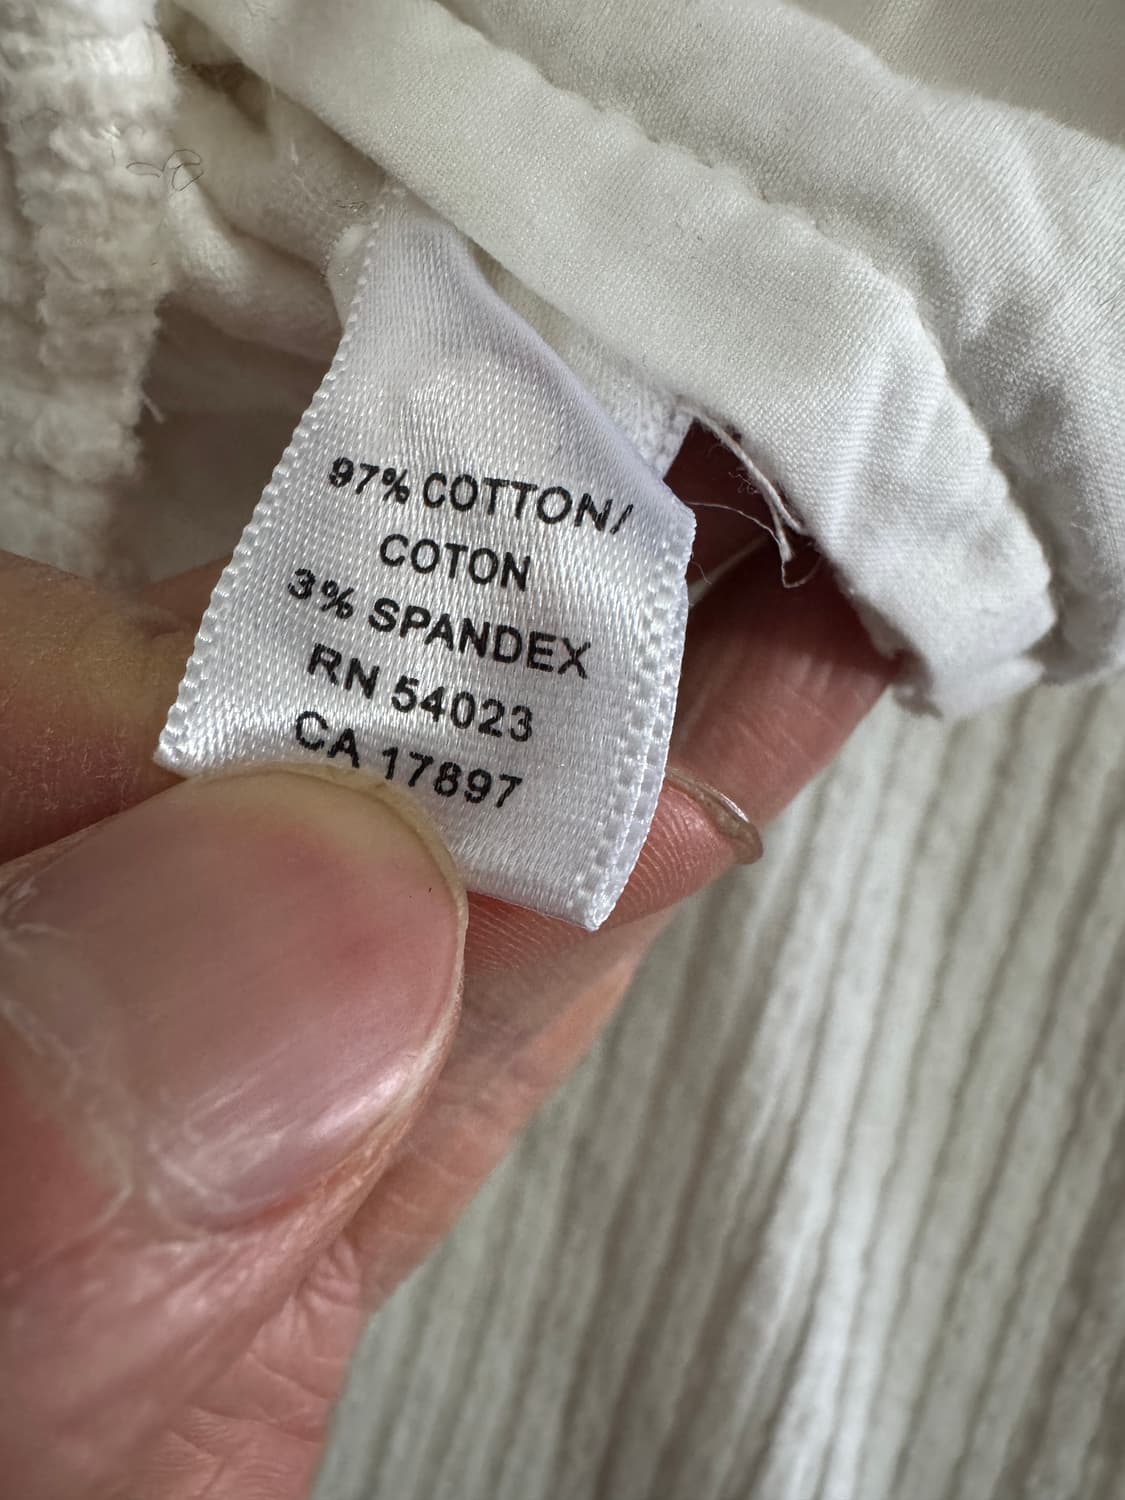 97% COTTON/
COTON
3% SPANDEX
RN 54023
CA 17897